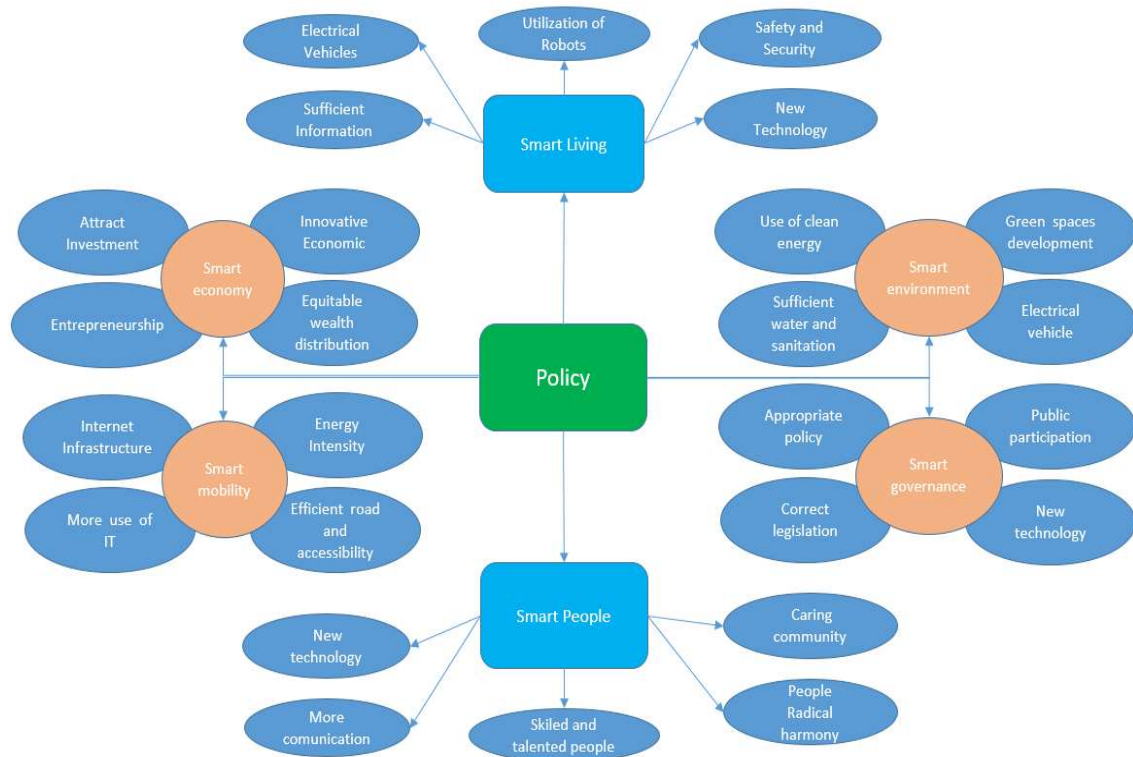 Electrical
Vehicles
Utilization of
Robots
Safety and
Security
Sufficient
Information
Smart Living
New
Technology
Attract
Investment
Innovative
Economic
Smart
economy
Entrepreneurship
Equitable
wealth
distribution
Use of clean
energy
Green spaces
development
Smart
environment
Sufficient
water and
sanitation
Electrical
vehicle
Policy
Internet
Infrastructure
Energy
Intensity
Smart
mobility
More use of
IT
Efficient road
and
accessibility
Appropriate
policy
Public
participation
Smart
governance
Correct
legislation
New
technology
Smart People
New
technology
Caring
community
More
comunication
Skiled and
talented people
People
Radical
harmony